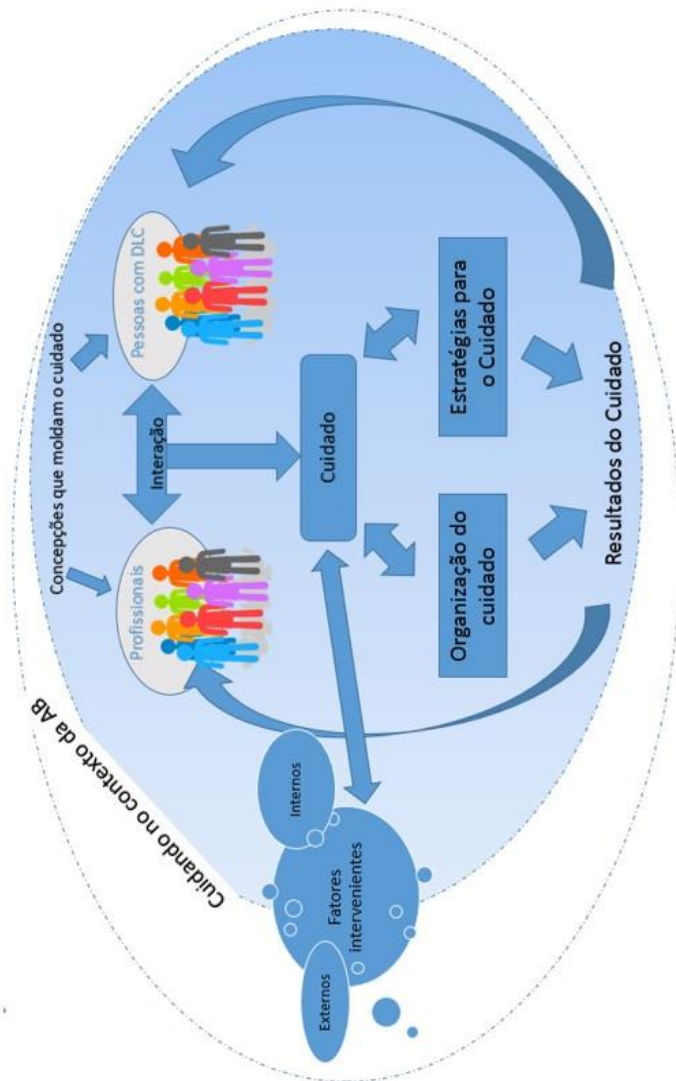 Cuidando no contexto da AB
Concepções que moldam o cuidado
Profissionais
Pessoas com DLC
Interação
Internos
Fatores
intervenientes
Externos
Cuidado
Organização do
cuidado
Estratégias para
o Cuidado
Resultados do Cuidado